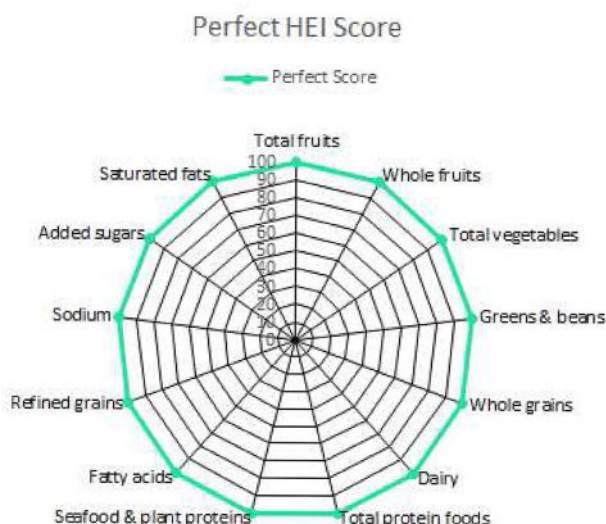 Perfect HEI Score
Perfect Score
Total fruits
Whole fruits
Total vegetables
Greens & beans
Whole grains
Dairy
Total protein foods
Seafood & plant proteins
Fatty acids
Refined grains
Sodium
Added sugars
Saturated fats
100
90
80
70
60
50
40
30
20
10
0